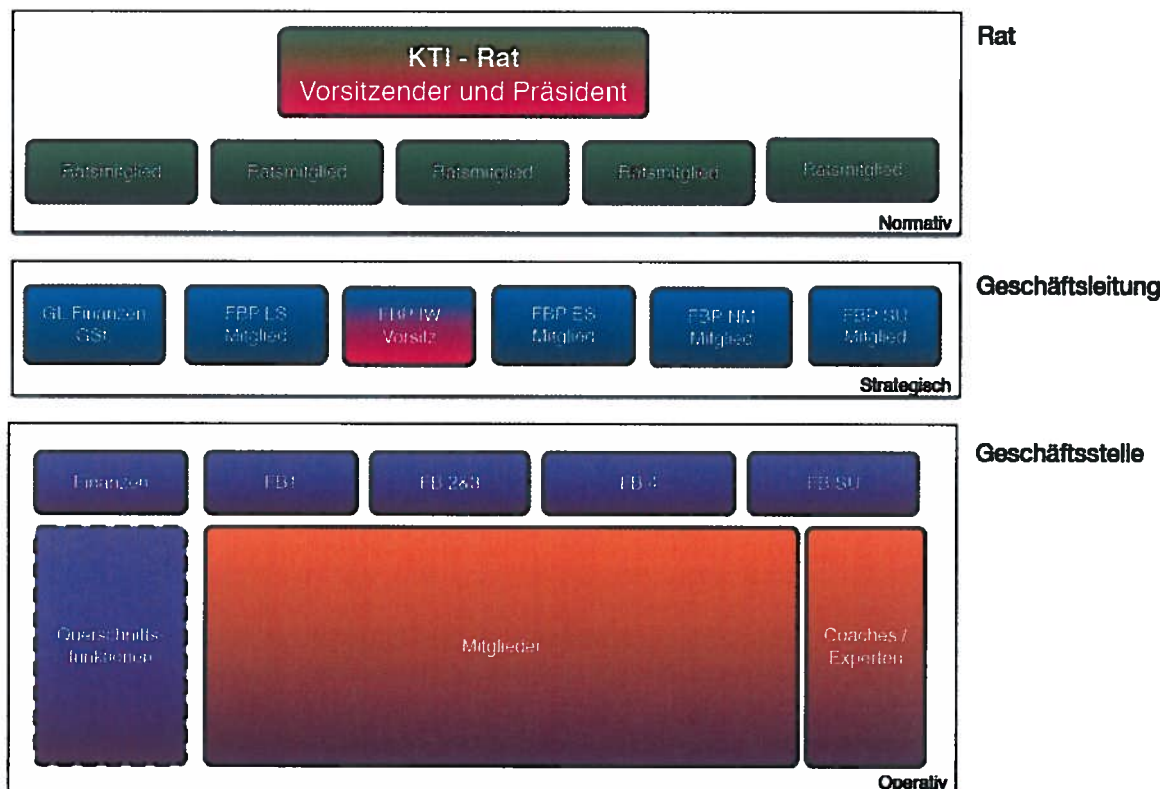 Rat
KTI - Rat
Vorsitzender und Präsident
Ratsmitglied
Ratsmitglied
Ratsmitglied
Ratsmitglied
Ratsmitglied
Normativ
Geschäftsleitung
GL Finanzen
GSt
FBP LS
Mitglied
FBP IW
Vorsitz
FBP ES
Mitglied
FBP NM
Mitglied
FBP SU
Mitglied
Strategisch
Geschäftsstelle
Finanzen
FB1
FB 2&3
FB 4
FB SU
Querschnitts-
funktionen
Mitglieder
Coaches /
Experten
Operativ